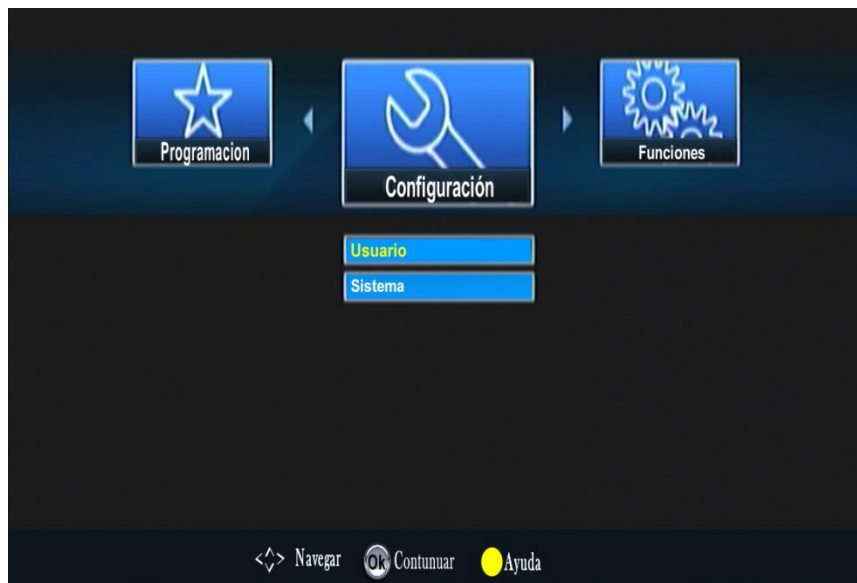 Programacion
Configuración
Funciones
Usuario
Sistema
Navegar Ok Contunuar Ayuda